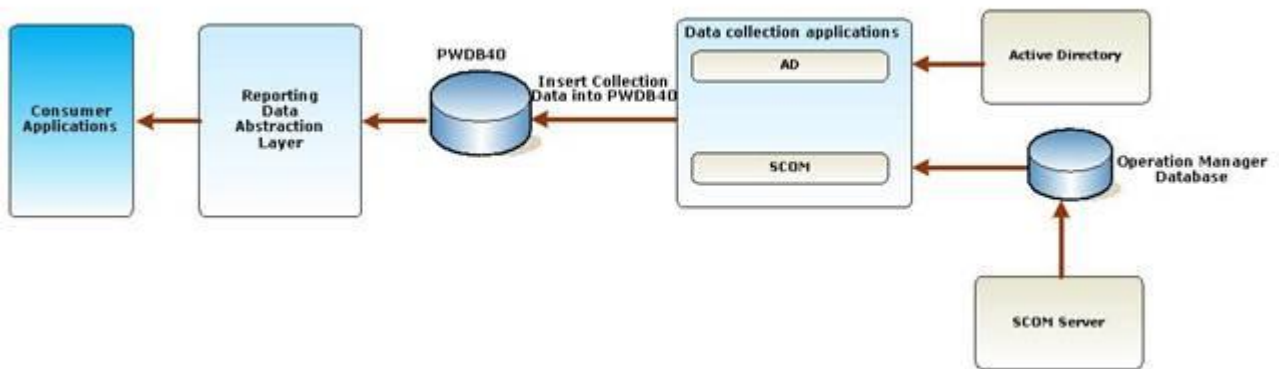 Consumer
Applications
Reporting
Data
Abstraction
Layer
PWDB40
Insert Collection
Data into PWDB40
Data collection applications
AD
SCOM
Active Directory
Operation Manager
Database
SCOM Server